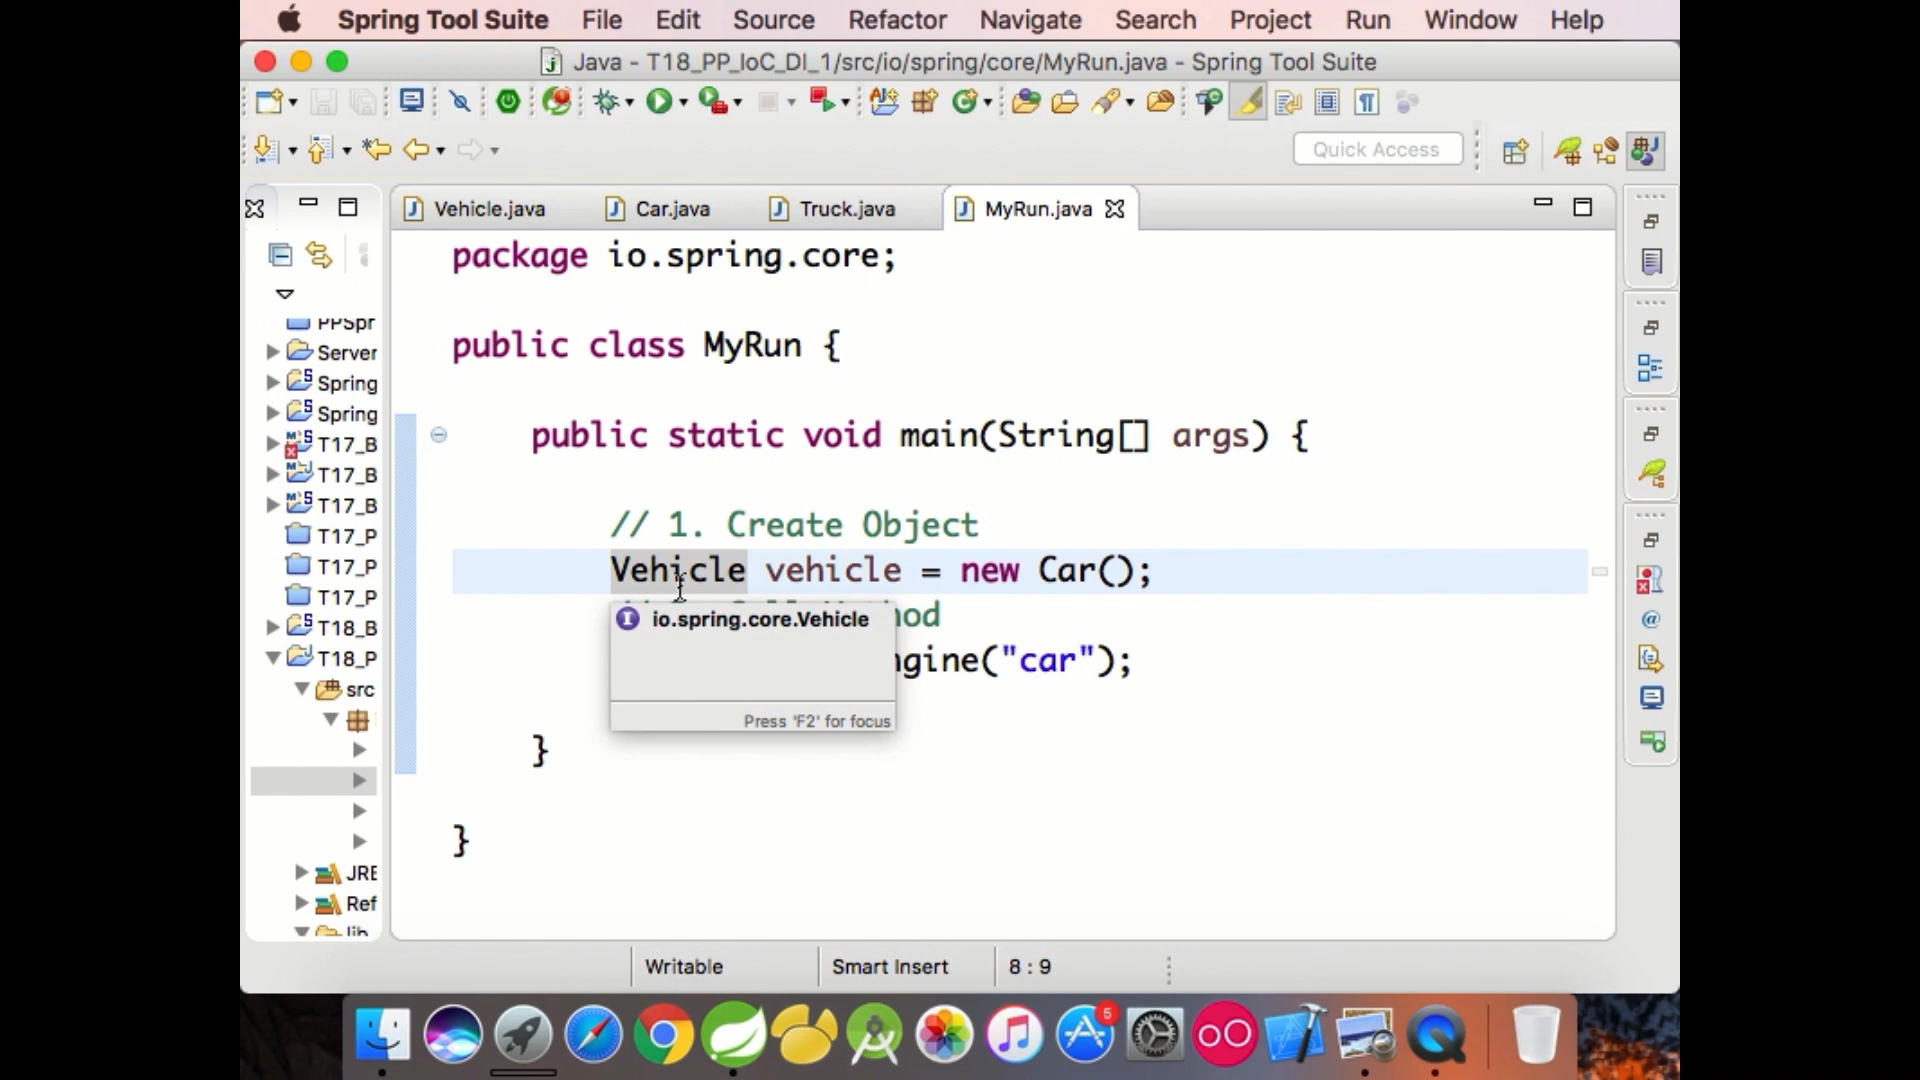 Spring Tool Suite File Edit Source Refactor Navigate Search Project Run Window Help
Java - T18_PP_IoC_DI_1/src/io/spring/core/MyRun.java - Spring Tool Suite
Quick Access
Vehicle.java Car.java Truck.java MyRun.java
package io.spring.core;
public class MyRun {
public static void main(String[] args) {
// 1. Create Object
Vehicle vehicle = new Car();
hod
io.spring.core.Vehicle
ngine("car");
Press 'F2' for focus
}
}
PPSpr
Server
Spring
Spring
T17_B
T17_B
T17_B
T17_P
T17_P
T17_P
T18_B
T18_P
src
JRE
Ref
lib
Writable Smart Insert 8 : 9
5